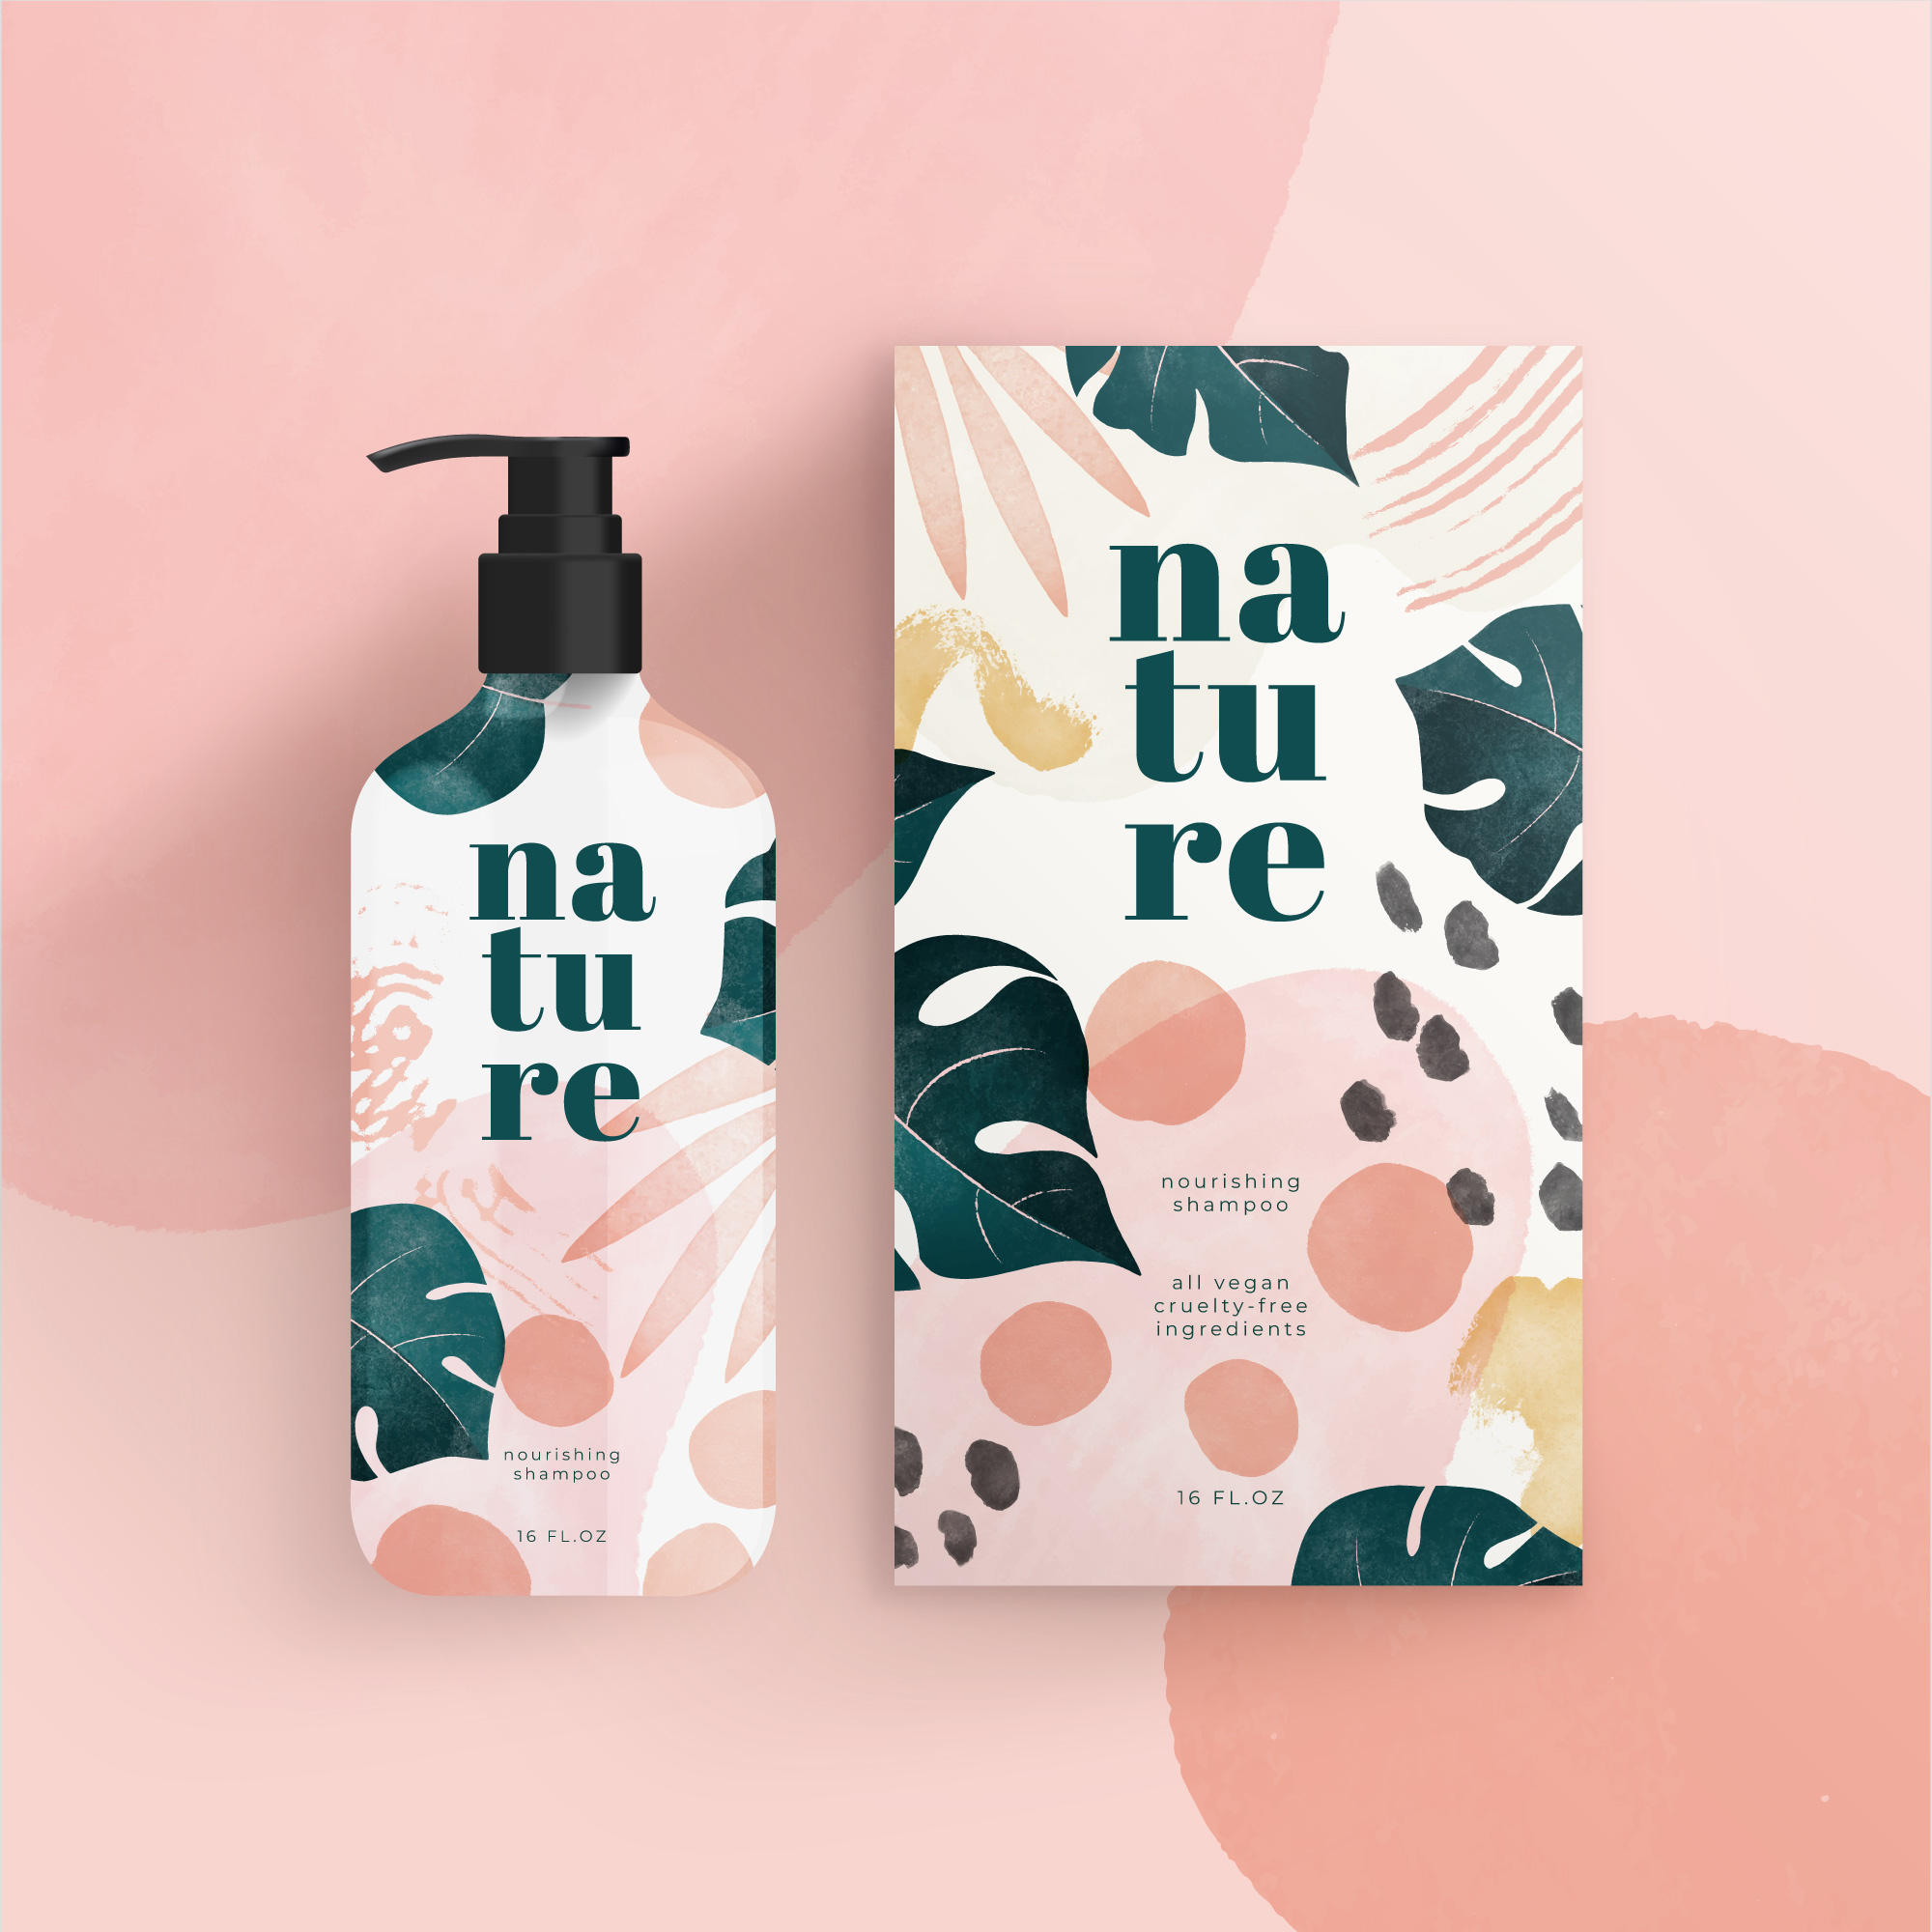 na
tu
re
nourishing
shampoo
16 FL.OZ
na
tu
re
nourishing
shampoo
all vegan
cruelty-free
ingredients
16 FL.OZ